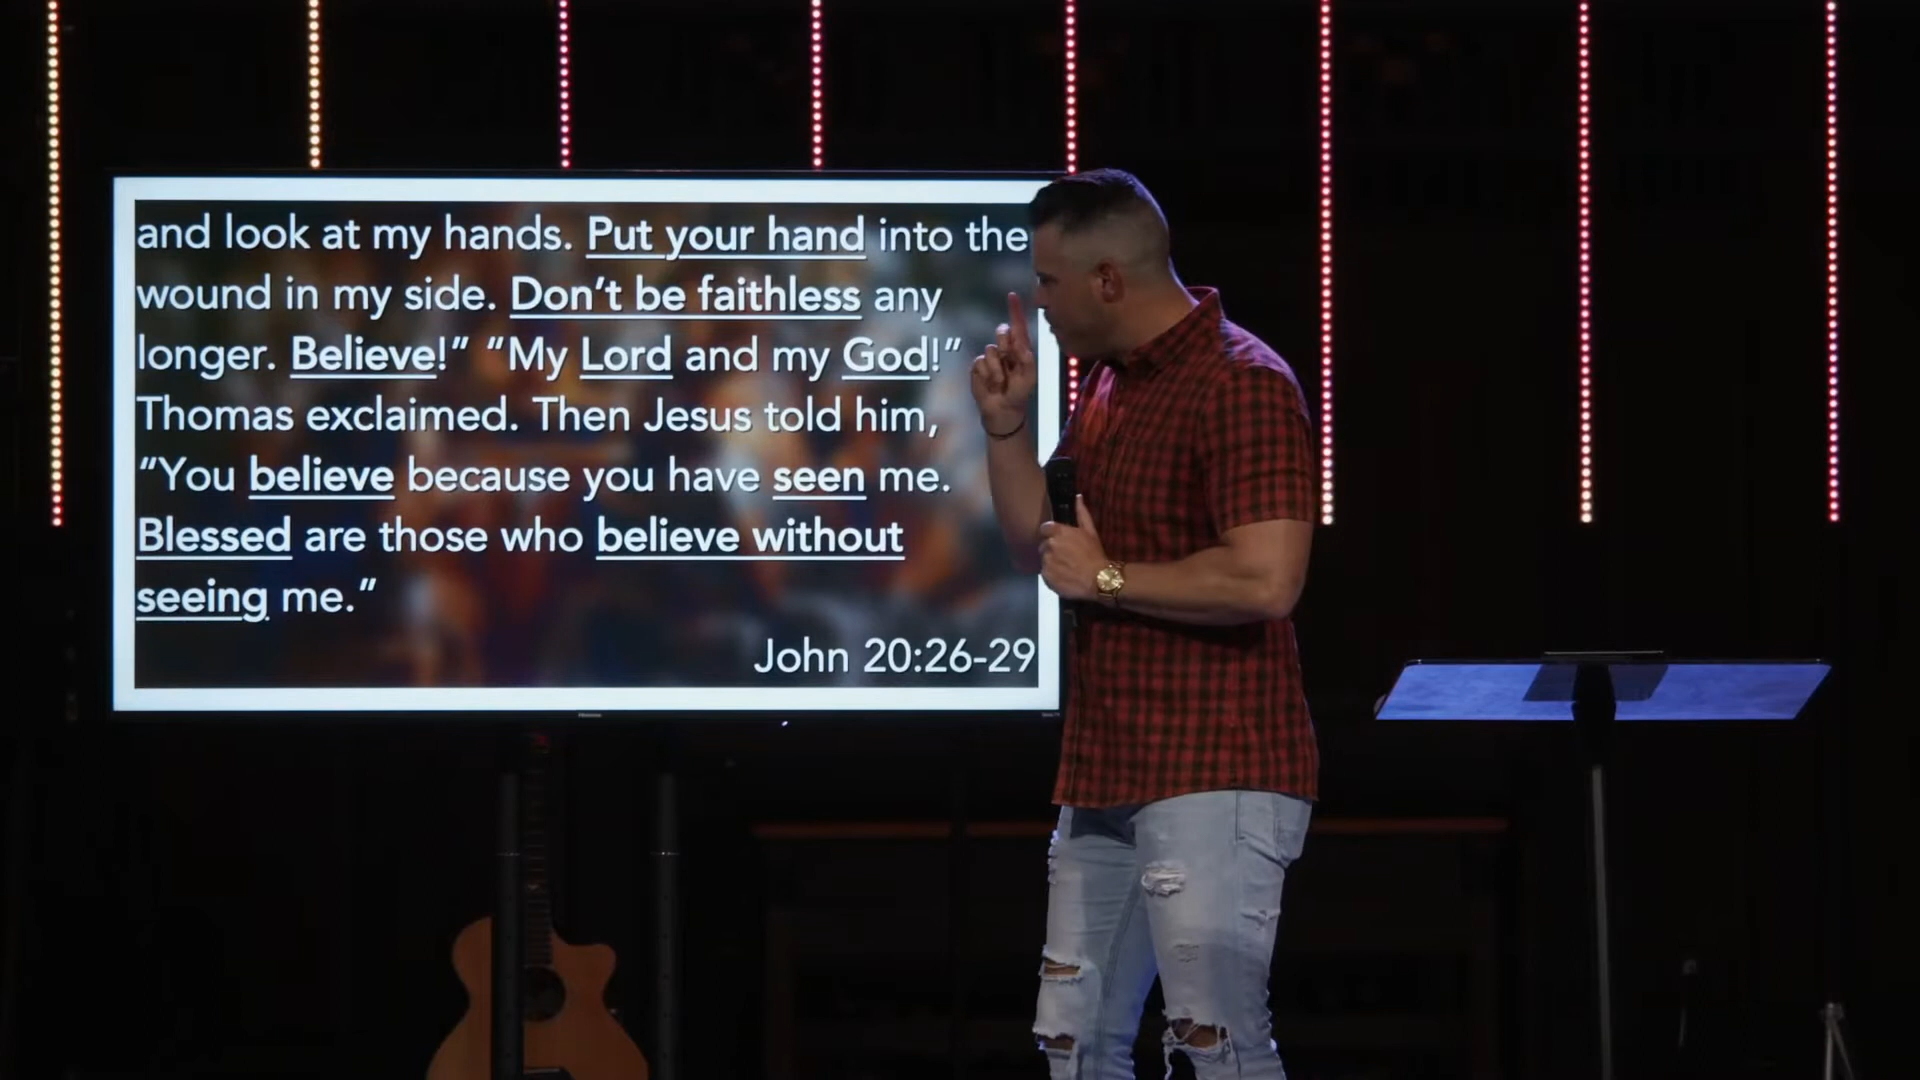 and look at my hands. Put your hand into the
wound in my side. Don’t be faithless any
longer. Believe!” “My Lord and my God!”
Thomas exclaimed. Then Jesus told him,
“You believe because you have seen me.
Blessed are those who believe without
seeing me.”
John 20:26-29